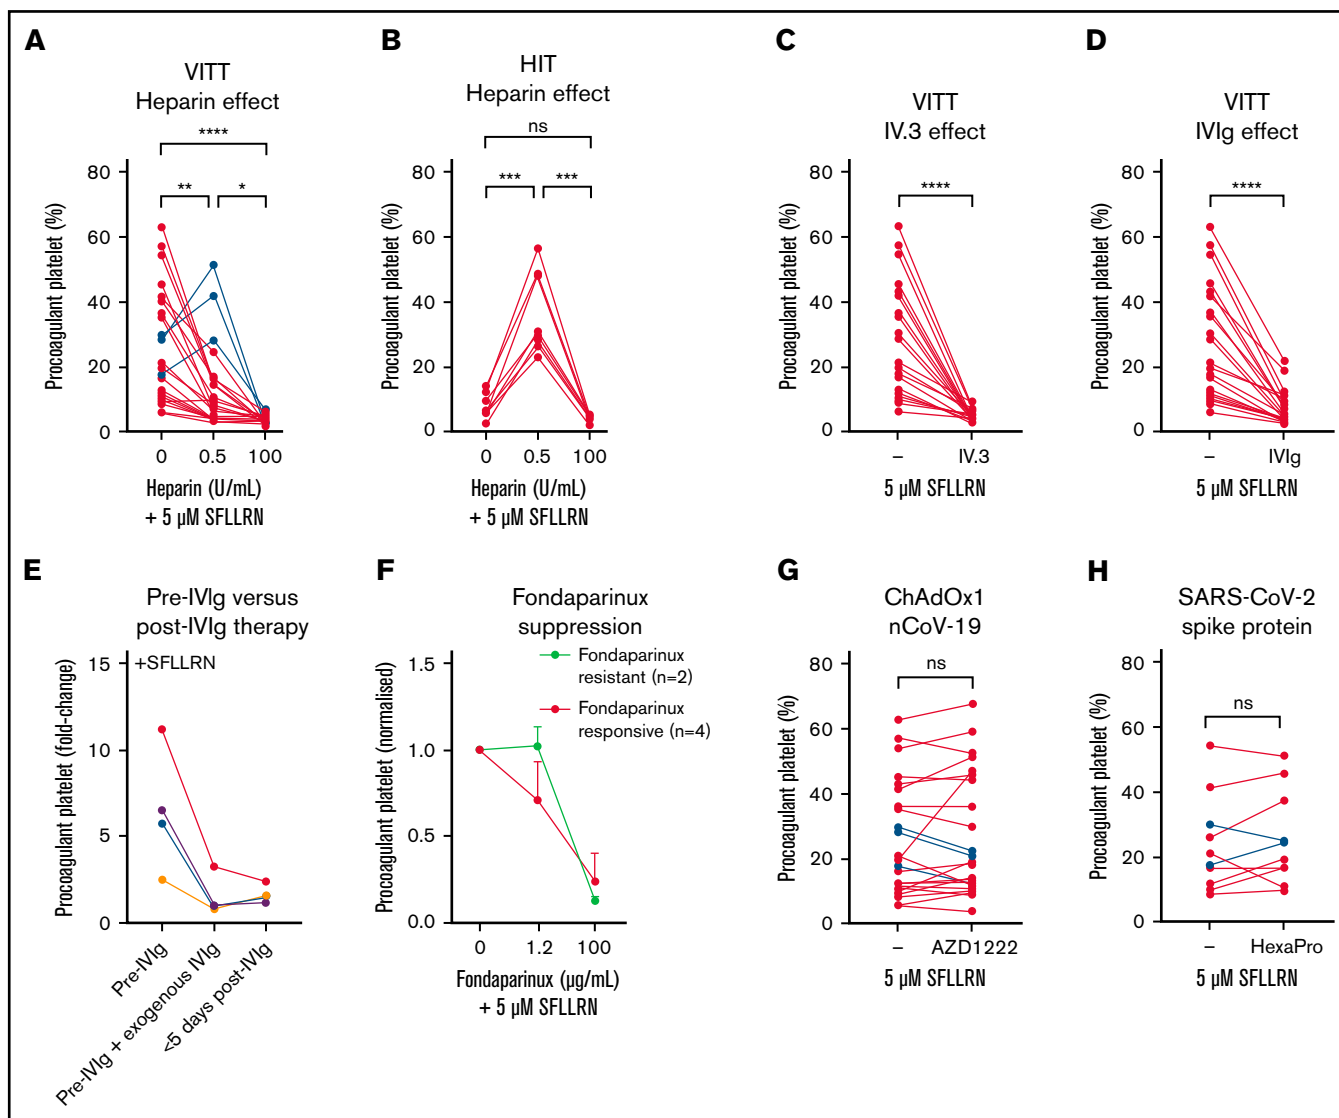 A
VITT
Heparin effect
****
**
*
Procoagulant platelet (%)
80
60
40
20
0
0 0.5 100
Heparin (U/mL)
+ 5 µM SFLLRN
B
HIT
Heparin effect
ns
***
***
Procoagulant platelet (%)
80
60
40
20
0
0 0.5 100
Heparin (U/mL)
+ 5 µM SFLLRN
C
VITT
IV.3 effect
****
Procoagulant platelet (%)
80
60
40
20
0
– IV.3
5 µM SFLLRN
D
VITT
IVIg effect
****
Procoagulant platelet (%)
80
60
40
20
0
– IVIg
5 µM SFLLRN
E
Pre-IVIg versus
post-IVIg therapy
+SFLLRN
Procoagulant platelet (fold-change)
15
10
5
0
Pre-IVIg
Pre-IVIg + exogenous IVIg
<5 days post-IVIg
F
Fondaparinux
suppression
Fondaparinux
resistant (n=2)
Fondaparinux
responsive (n=4)
Procoagulant platelet (normalised)
1.5
1.0
0.5
0.0
0 1.2 100
Fondaparinux (µg/mL)
+ 5 µM SFLLRN
G
ChAdOx1
nCoV-19
ns
Procoagulant platelet (%)
80
60
40
20
0
– AZD1222
5 µM SFLLRN
H
SARS-CoV-2
spike protein
ns
Procoagulant platelet (%)
80
60
40
20
0
– HexaPro
5 µM SFLLRN